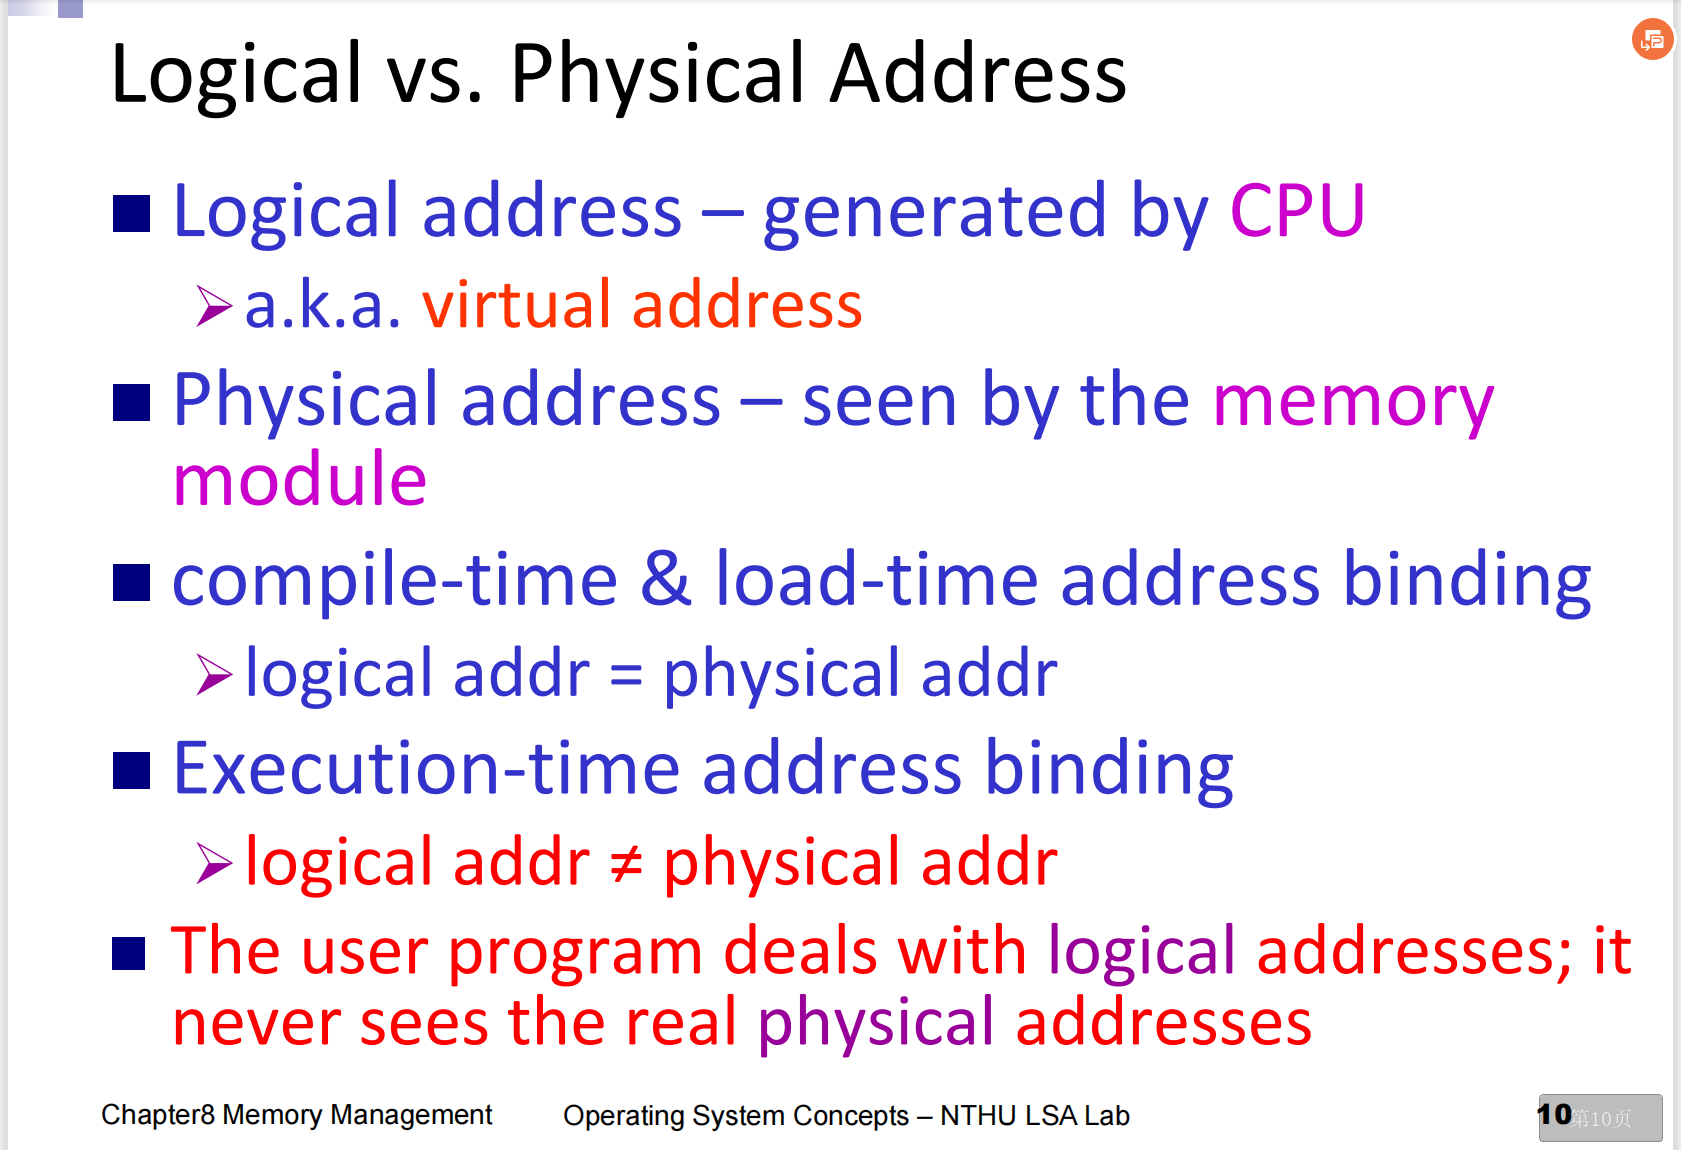 Logical vs. Physical Address
Logical address – generated by CPU
a.k.a. virtual address
Physical address – seen by the memory
module
compile-time & load-time address binding
logical addr = physical addr
Execution-time address binding
logical addr ≠ physical addr
The user program deals with logical addresses; it
never sees the real physical addresses
Chapter8 Memory Management
Operating System Concepts – NTHU LSA Lab
10
第10页